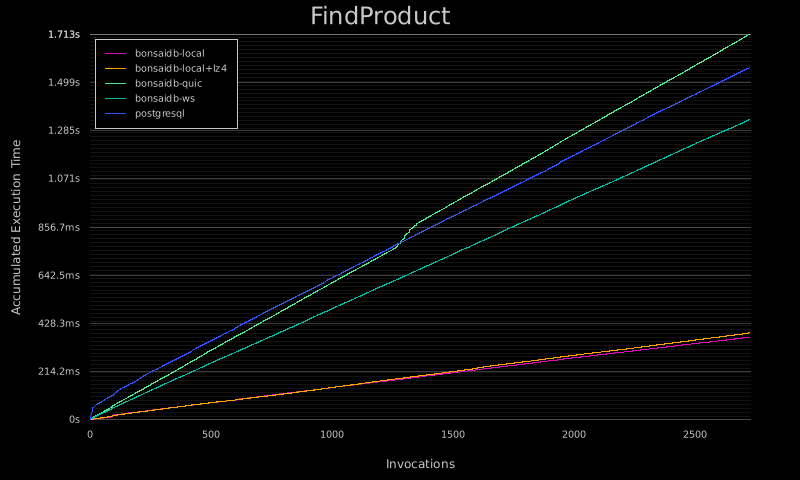 FindProduct
1.713s
1.499s
1.285s
1.071s
856.7ms
642.5ms
428.3ms
214.2ms
0s
bonsaidb-local
bonsaidb-local+lz4
bonsaidb-quic
bonsaidb-ws
postgresql
Accumulated Execution Time
0 500 1000 1500 2000 2500
Invocations